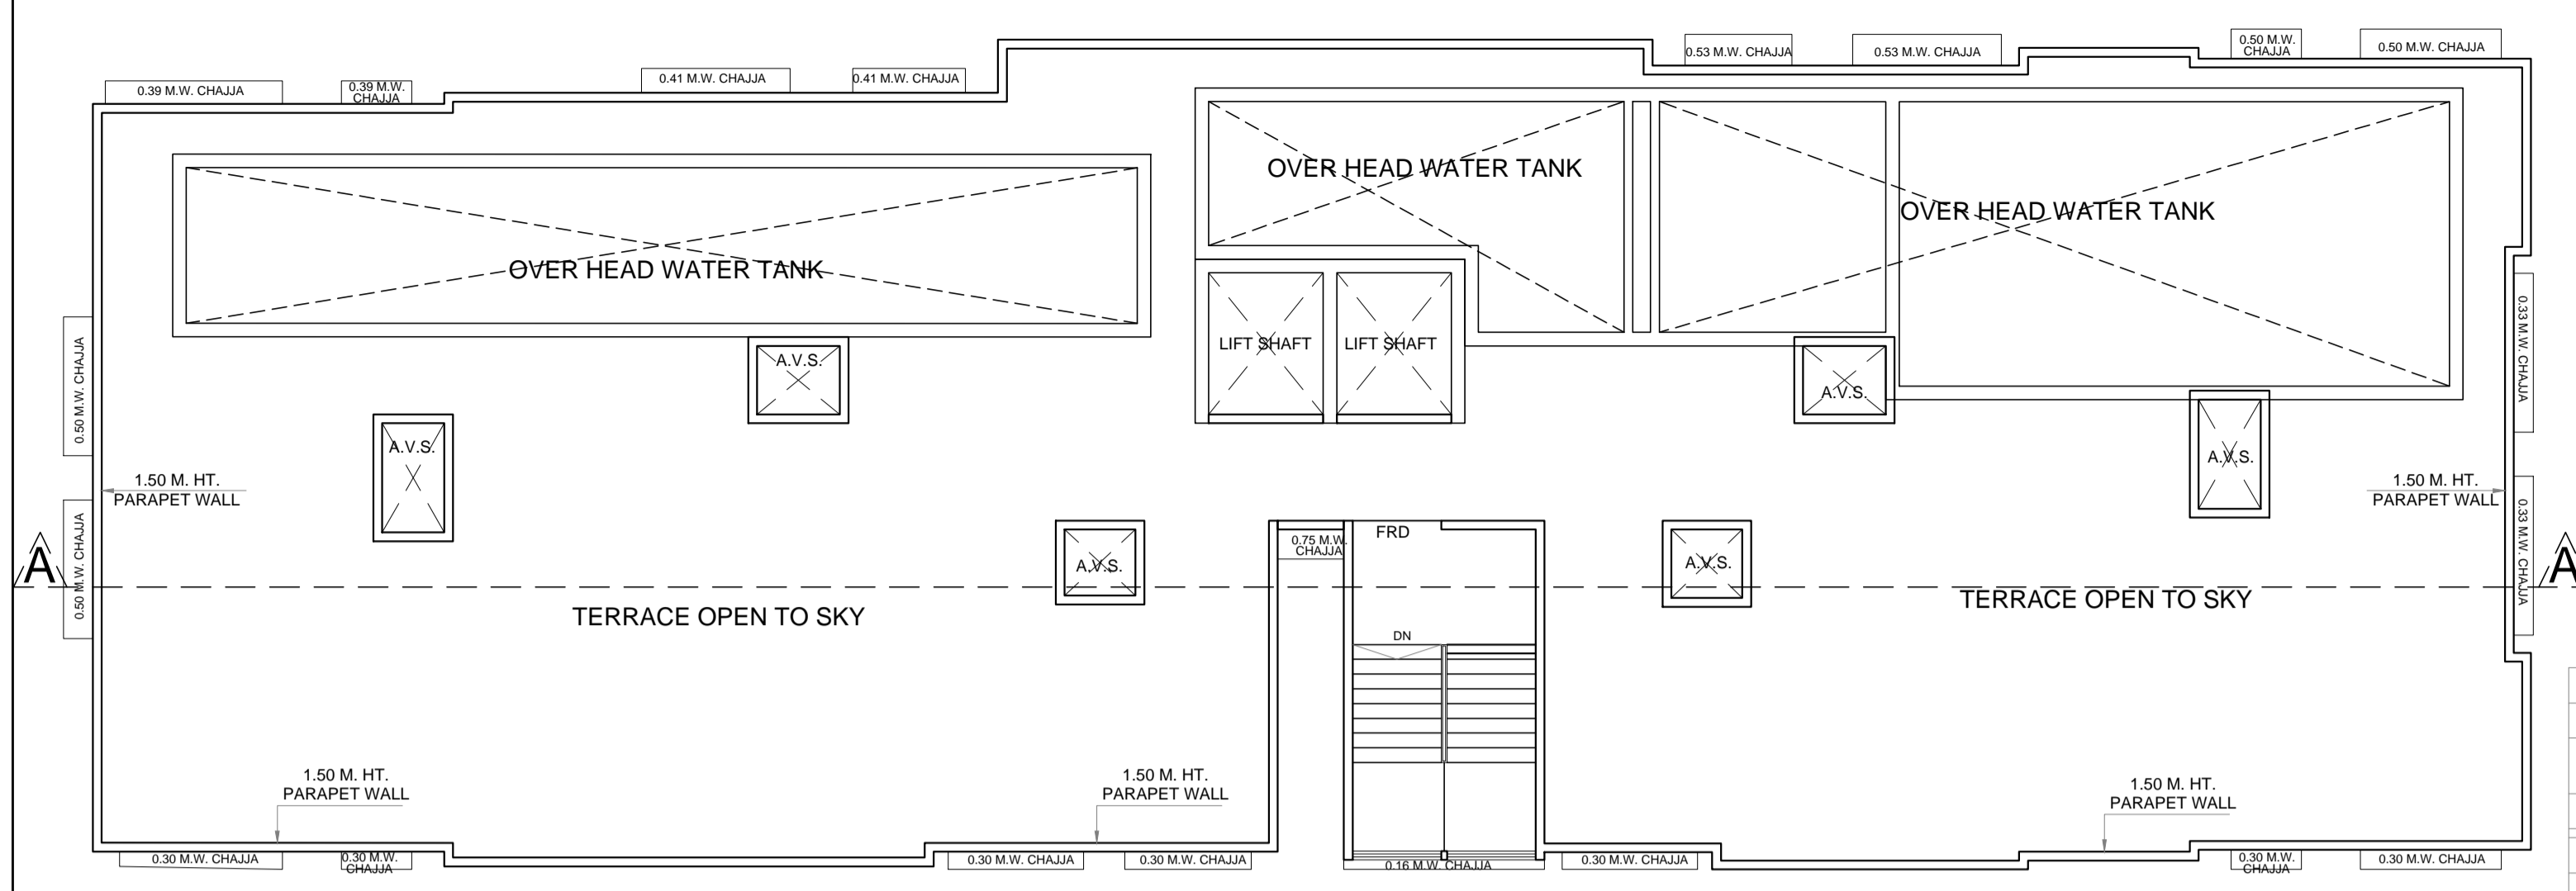 0.50 M.W.
CHAJJA
0.50 M.W. CHAJJA
0.53 M.W. CHAJJA
0.53 M.W. CHAJJA
0.41 M.W. CHAJJA
0.41 M.W. CHAJJA
0.39 M.W. CHAJJA
0.39 M.W.
CHAJJA
OVER HEAD WATER TANK
OVER HEAD WATER TANK
OVER HEAD WATER TANK
LIFT SHAFT
LIFT SHAFT
A.V.S.
A.V.S.
A.V.S.
A.V.S.
0.50 M.W. CHAJJA
0.33 M.W. CHAJJA
1.50 M. HT.
PARAPET WALL
1.50 M. HT.
PARAPET WALL
FRD
0.75 M.W.
CHAJJA
A.V.S.
A.V.S.
A
A
0.50 M.W. CHAJJA
0.33 M.W. CHAJJA
TERRACE OPEN TO SKY
TERRACE OPEN TO SKY
DN
1.50 M. HT.
PARAPET WALL
1.50 M. HT.
PARAPET WALL
1.50 M. HT.
PARAPET WALL
0.30 M.W. CHAJJA
0.30 M.W.
CHAJJA
0.30 M.W. CHAJJA
0.30 M.W. CHAJJA
0.16 M.W. CHAJJA
0.30 M.W. CHAJJA
0.30 M.W.
CHAJJA
0.30 M.W. CHAJJA